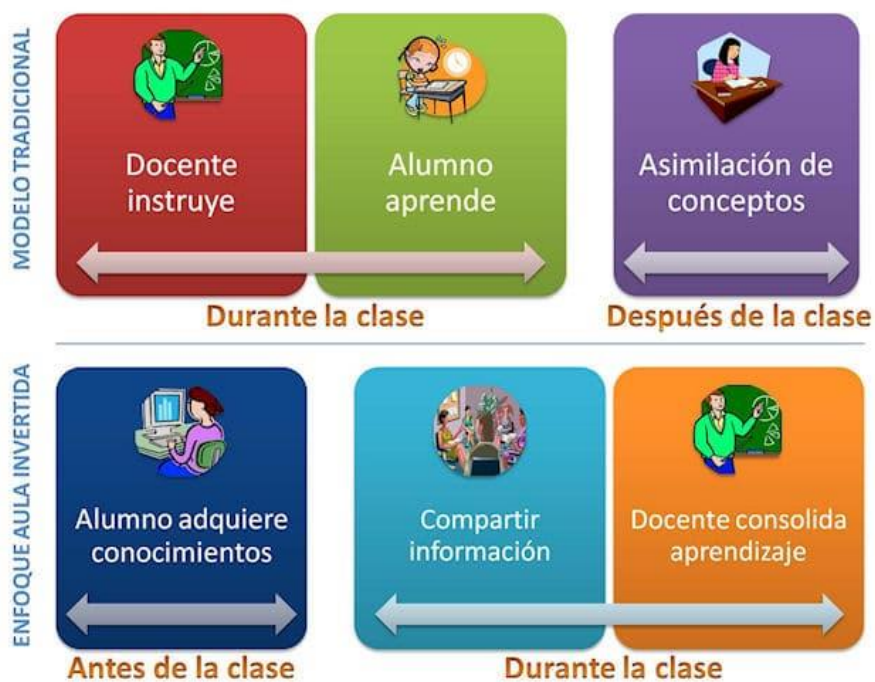 MODELO TRADICIONAL
Docente
instruye
Alumno
aprende
Asimilación de
conceptos
Durante la clase
Después de la clase
ENFOQUE AULA INVERTIDA
Alumno adquiere
conocimientos
Compartir
información
Docente consolida
aprendizaje
Antes de la clase
Durante la clase